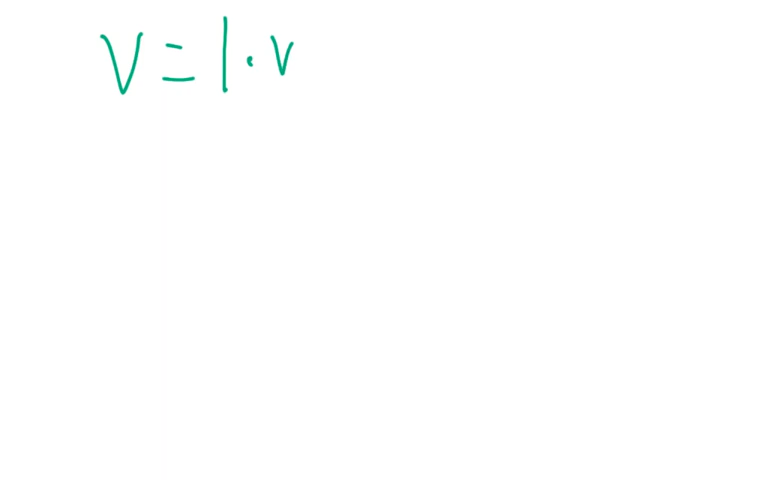 V = 1 · v